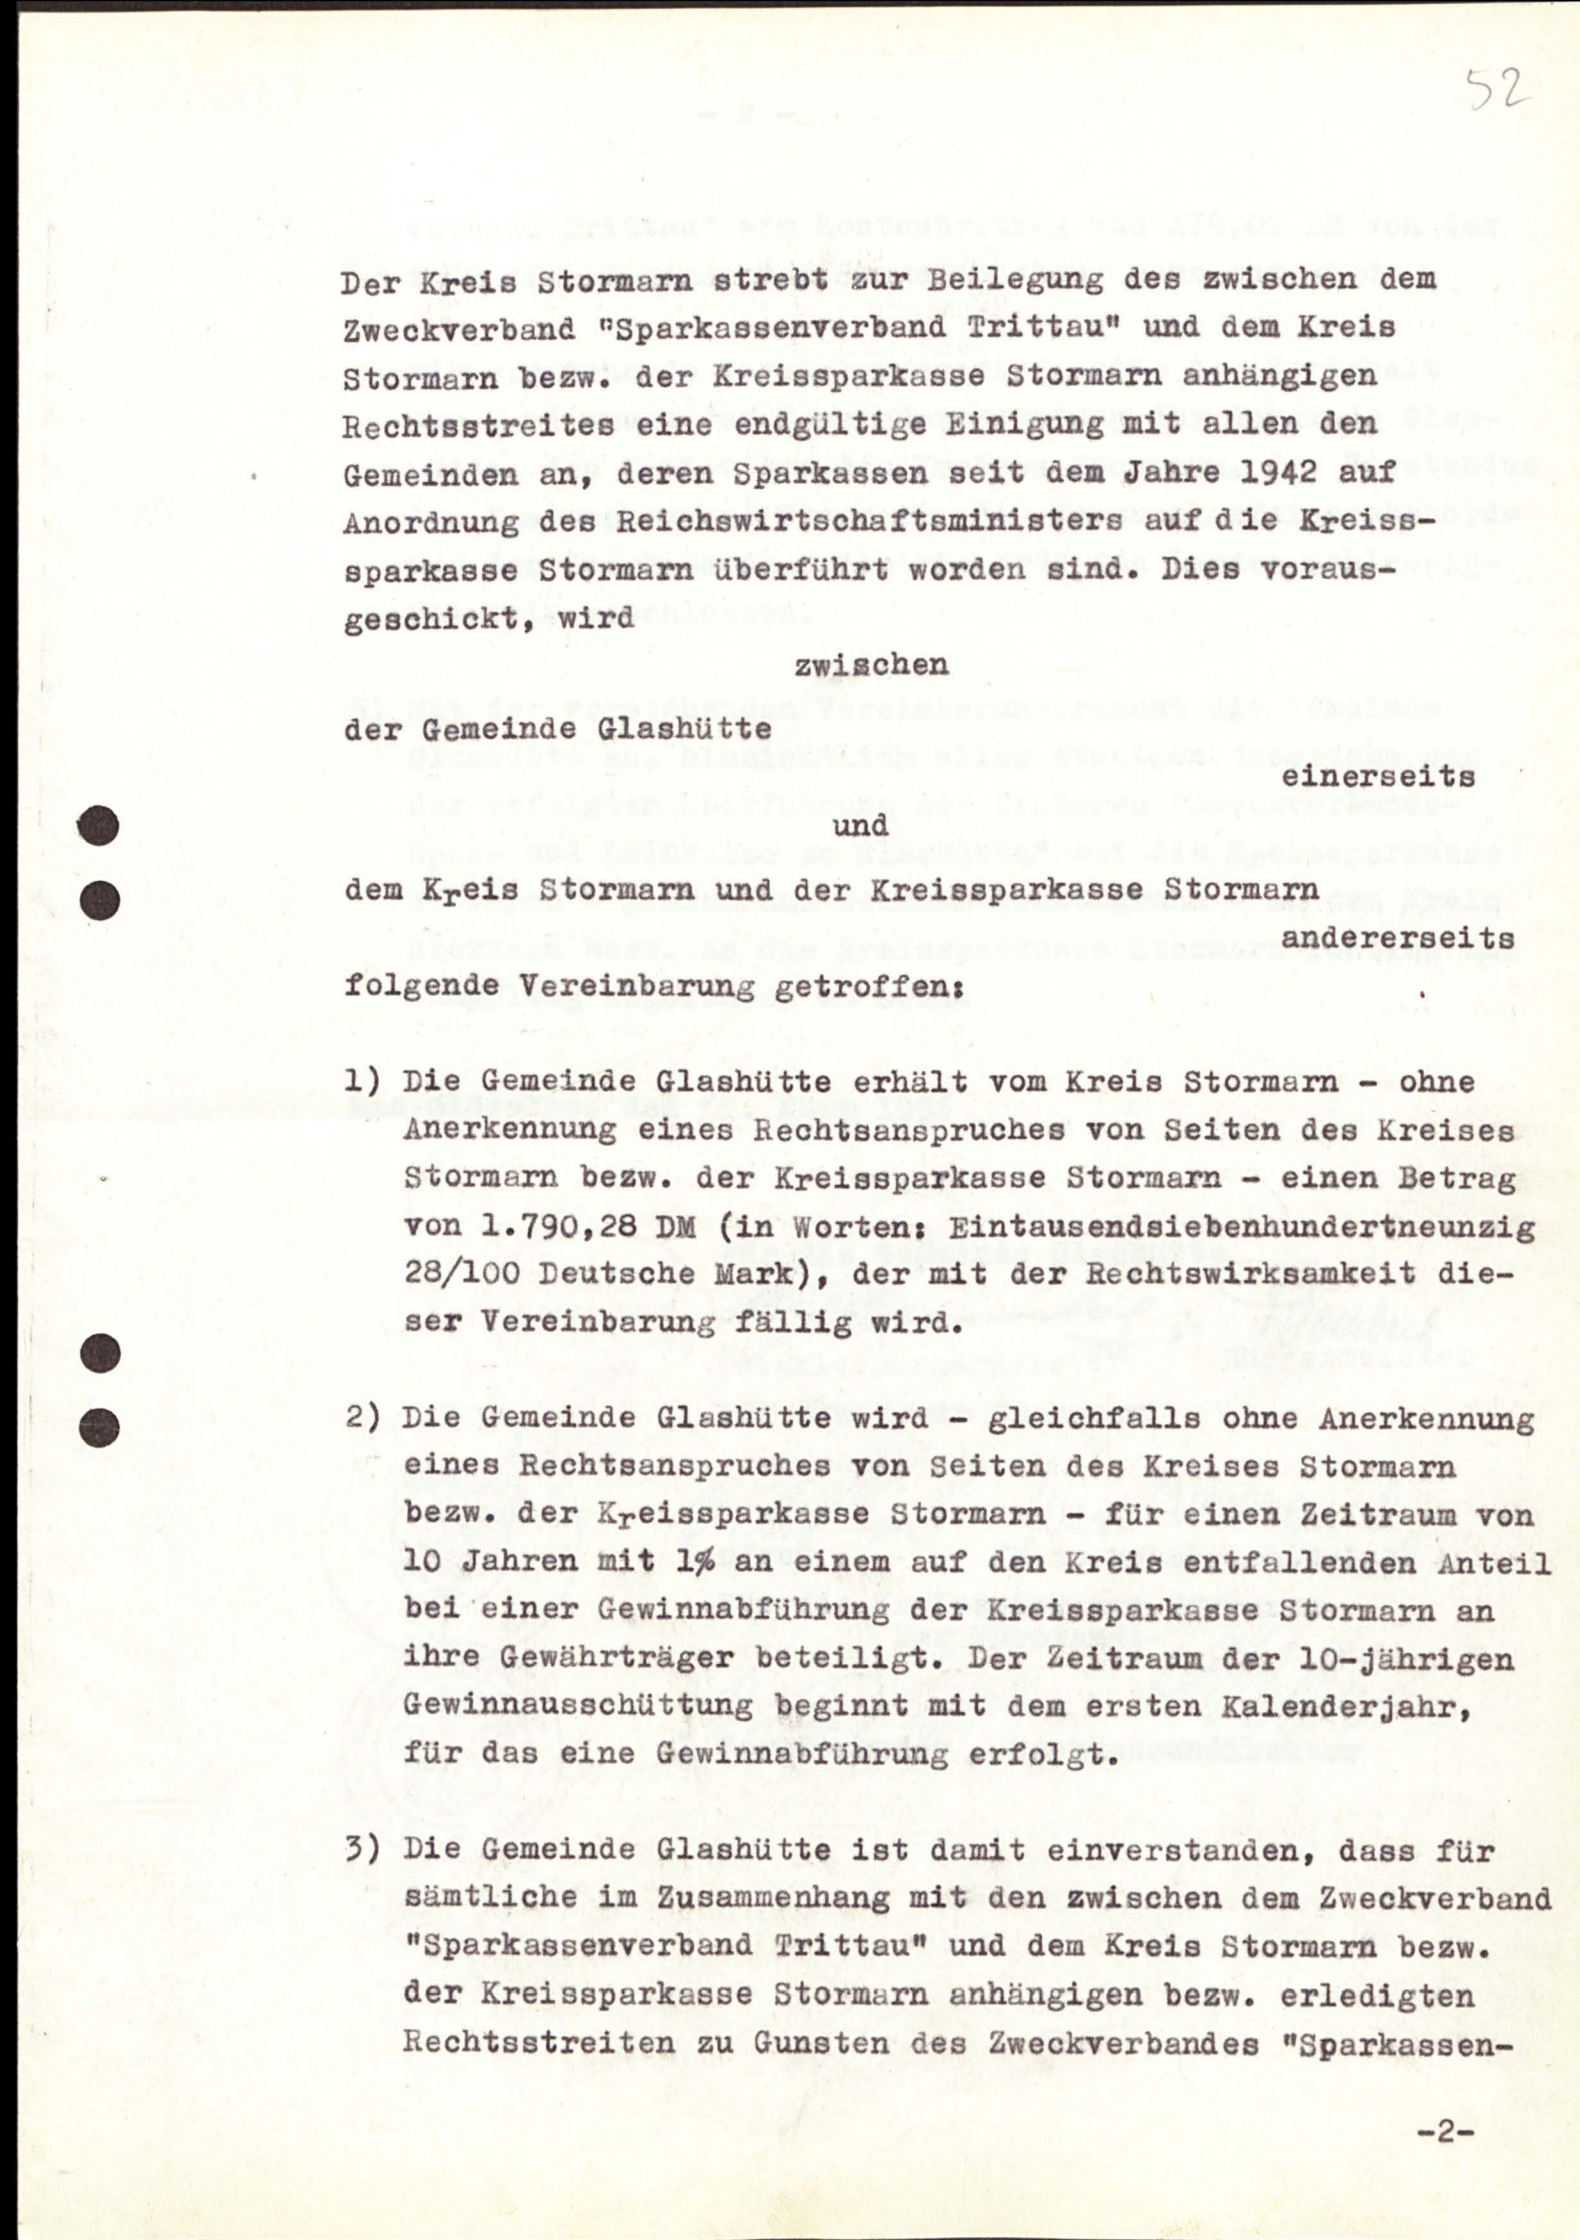 52
Der Kreis Stormarn strebt zur Beilegung des zwischen dem
Zweckverband "Sparkassenverband Trittau" und dem Kreis
Stormarn bezw. der Kreissparkasse Stormarn anhängigen
Rechtsstreites eine endgültige Einigung mit allen den
Gemeinden an, deren Sparkassen seit dem Jahre 1942 auf
Anordnung des Reichswirtschaftsministers auf die Kreiss-
sparkasse Stormarn überführt worden sind. Dies voraus-
geschickt, wird
zwischen
der Gemeinde Glashütte
einerseits
und
dem Kreis Stormarn und der Kreissparkasse Stormarn
andererseits
folgende Vereinbarung getroffen:
1) Die Gemeinde Glashütte erhält vom Kreis Stormarn - ohne
Anerkennung eines Rechtsanspruches von Seiten des Kreises
Stormarn bezw. der Kreissparkasse Stormarn - einen Betrag
von 1.790,28 DM (in Worten: Eintausendsiebenhundertneunzig
28/100 Deutsche Mark), der mit der Rechtswirksamkeit die-
ser Vereinbarung fällig wird.
2) Die Gemeinde Glashütte wird - gleichfalls ohne Anerkennung
eines Rechtsanspruches von Seiten des Kreises Stormarn
bezw. der Kreissparkasse Stormarn - für einen Zeitraum von
10 Jahren mit 1% an einem auf den Kreis entfallenden Anteil
bei einer Gewinnabführung der Kreissparkasse Stormarn an
ihre Gewährträger beteiligt. Der Zeitraum der 10-jährigen
Gewinnausschüttung beginnt mit dem ersten Kalenderjahr,
für das eine Gewinnabführung erfolgt.
3) Die Gemeinde Glashütte ist damit einverstanden, dass für
sämtliche im Zusammenhang mit den zwischen dem Zweckverband
"Sparkassenverband Trittau" und dem Kreis Stormarn bezw.
der Kreissparkasse Stormarn anhängigen bezw. erledigten
Rechtsstreiten zu Gunsten des Zweckverbandes "Sparkassen-
-2-